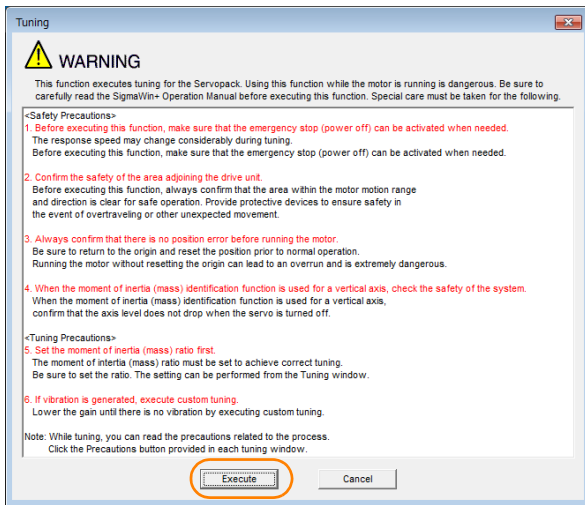 Tuning
WARNING
This function executes tuning for the Servopack. Using this function while the motor is running is dangerous. Be sure to
carefully read the SigmaWin+ Operation Manual before executing this function. Special care must be taken for the following.
<Safety Precautions>
1. Before executing this function, make sure that the emergency stop (power off) can be activated when needed.
The response speed may change considerably during tuning.
Before executing this function, make sure that the emergency stop (power off) can be activated when needed.
2. Confirm the safety of the area adjoining the drive unit.
Before executing this function, always confirm that the area within the motor motion range
and direction is clear for safe operation. Provide protective devices to ensure safety in
the event of overtraveling or other unexpected movement.
3. Always confirm that there is no position error before running the motor.
Be sure to return to the origin and reset the position prior to normal operation.
Running the motor without resetting the origin can lead to an overrun and is extremely dangerous.
4. When the moment of inertia (mass) identification function is used for a vertical axis, check the safety of the system.
When the moment of inertia (mass) identification function is used for a vertical axis,
confirm that the axis level does not drop when the servo is turned off.
<Tuning Precautions>
5. Set the moment of inertia (mass) ratio first.
The moment of intertia (mass) ratio must be set to achieve correct tuning.
Be sure to set the ratio. The setting can be performed from the Tuning window.
6. If vibration is generated, execute custom tuning.
Lower the gain until there is no vibration by executing custom tuning.
Note: While tuning, you can read the precautions related to the process.
Click the Precautions button provided in each tuning window.
Execute Cancel